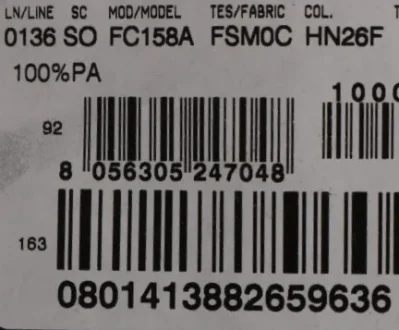 LN/LINE SC MOD/MODEL TES/FABRIC COL.
0136 SO FC158A FSM0C HN26F
100%PA
1000
92
8 056305 247048
163
0801413882659636